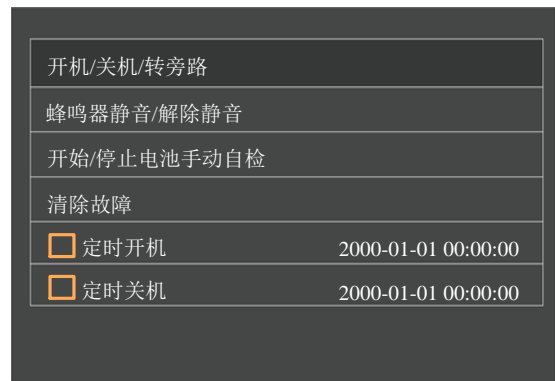 开机/关机/转旁路
蜂鸣器静音/解除静音
开始/停止电池手动自检
清除故障
定时开机 2000-01-01 00:00:00
定时关机 2000-01-01 00:00:00